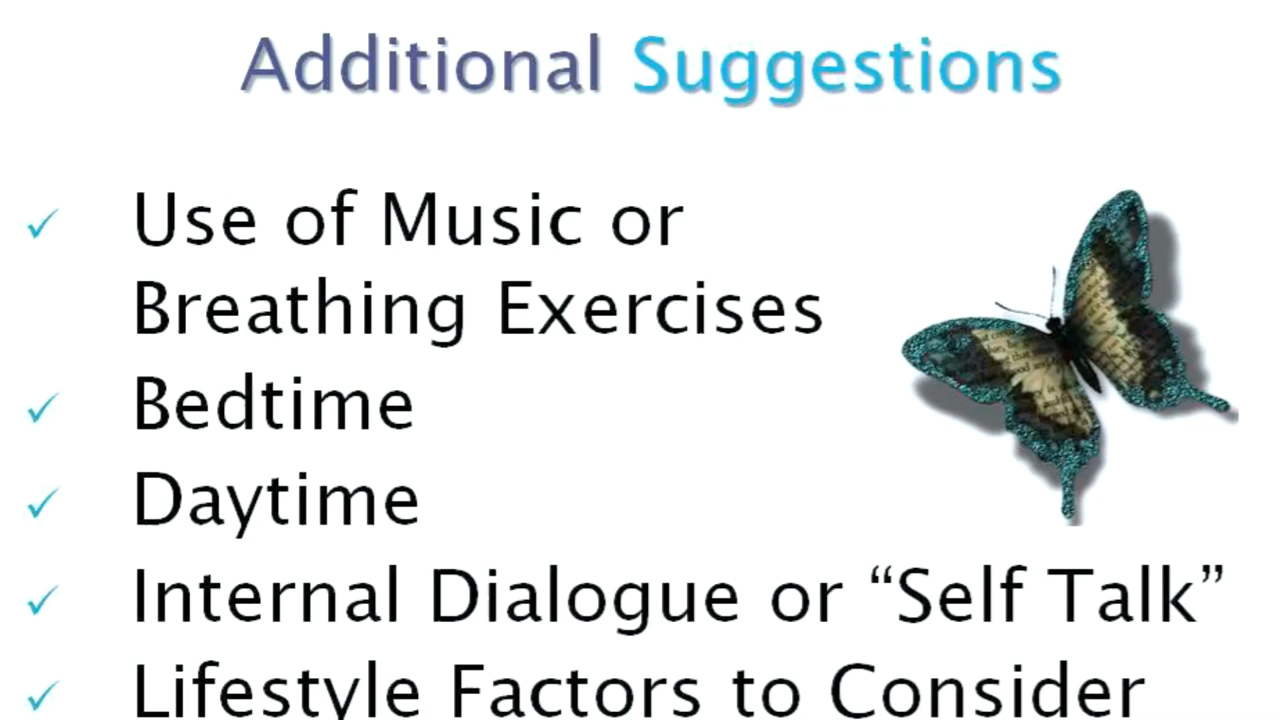 Additional Suggestions
Use of Music or
Breathing Exercises
Bedtime
Daytime
Internal Dialogue or “Self Talk”
Lifestyle Factors to Consider